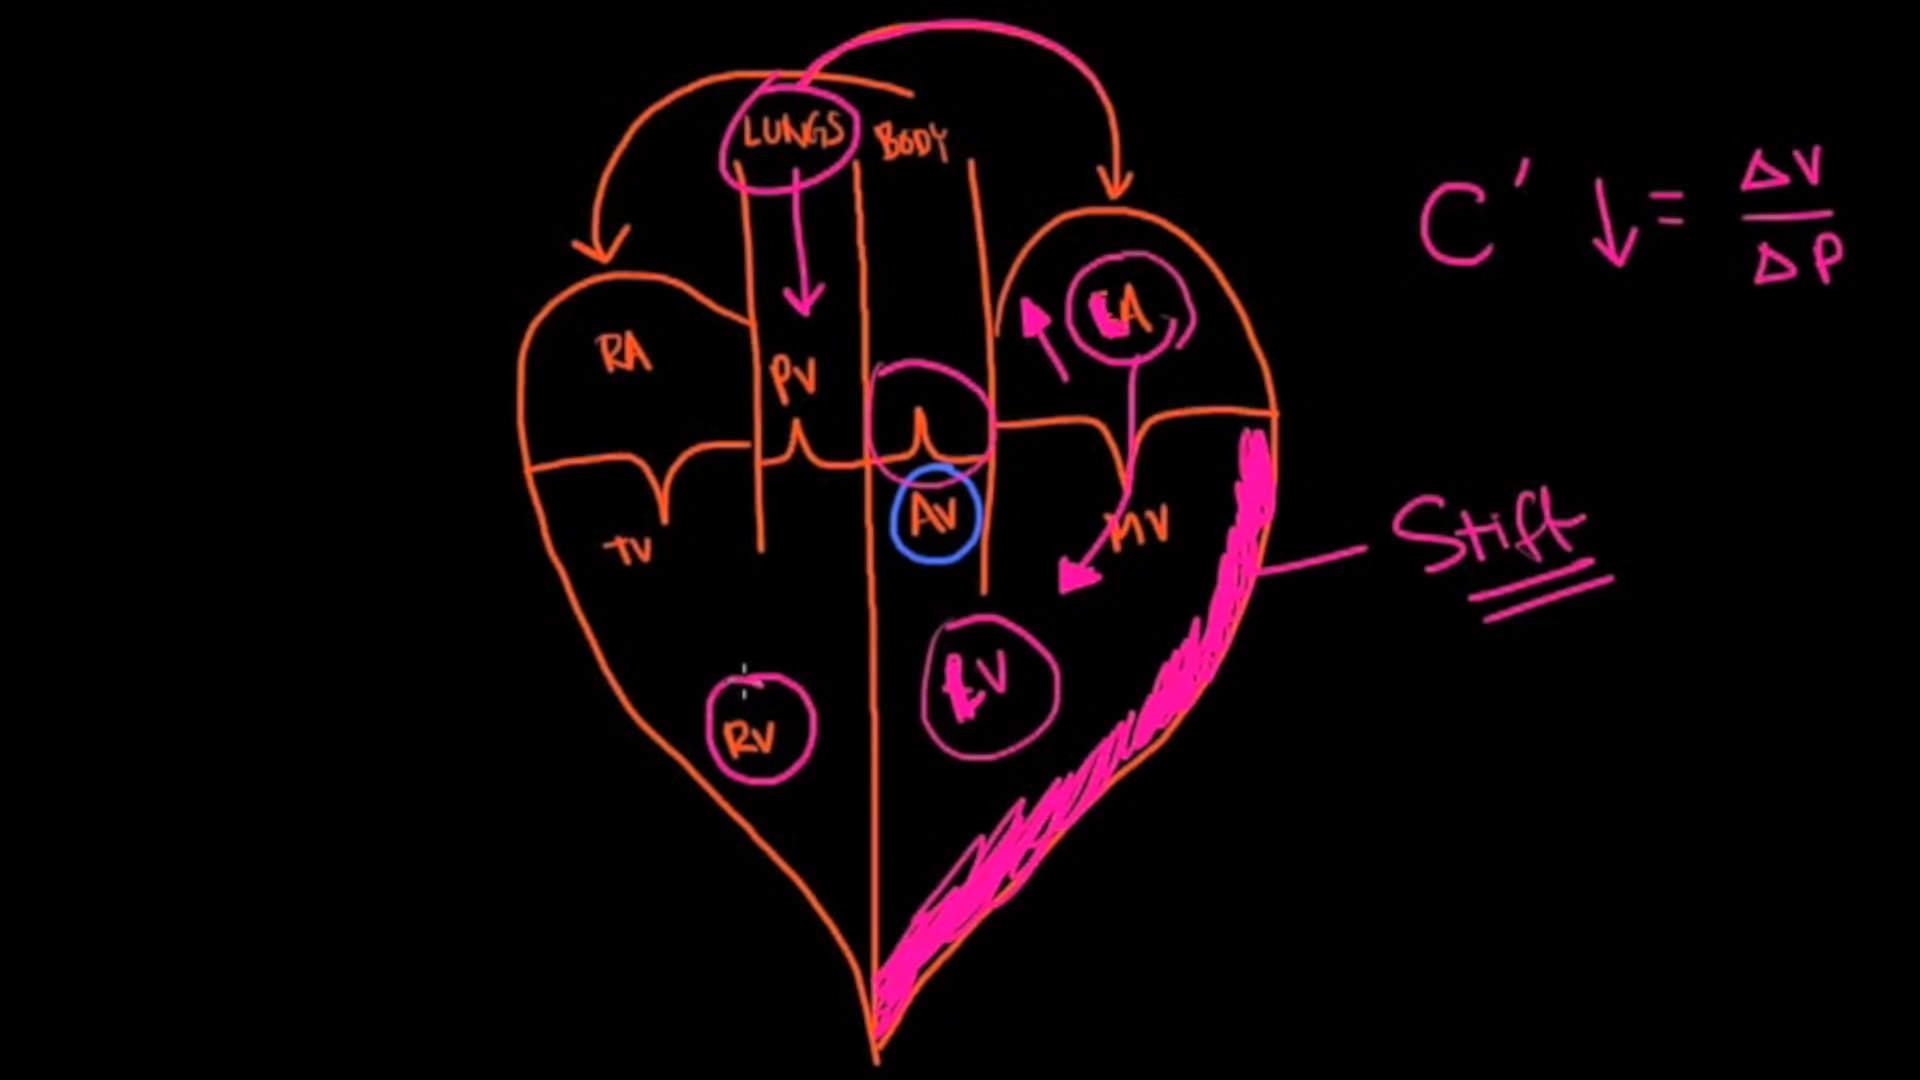 LUNGS BODY
C' ↓ = ΔV / ΔP
RA
LA
PV
AV
MV
TV
Stiff
LV
RV